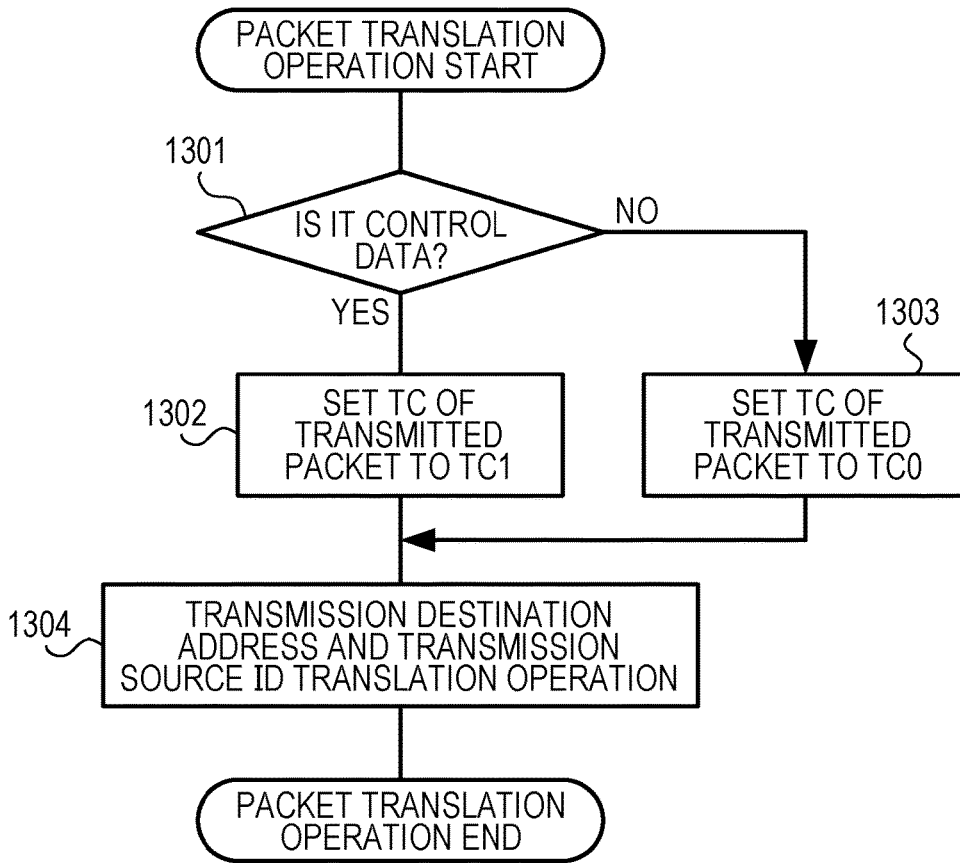 PACKET TRANSLATION
OPERATION START
1301
IS IT CONTROL
DATA?
NO
YES
1303
1302
SET TC OF
TRANSMITTED
PACKET TO TC1
SET TC OF
TRANSMITTED
PACKET TO TC0
1304
TRANSMISSION DESTINATION
ADDRESS AND TRANSMISSION
SOURCE ID TRANSLATION OPERATION
PACKET TRANSLATION
OPERATION END